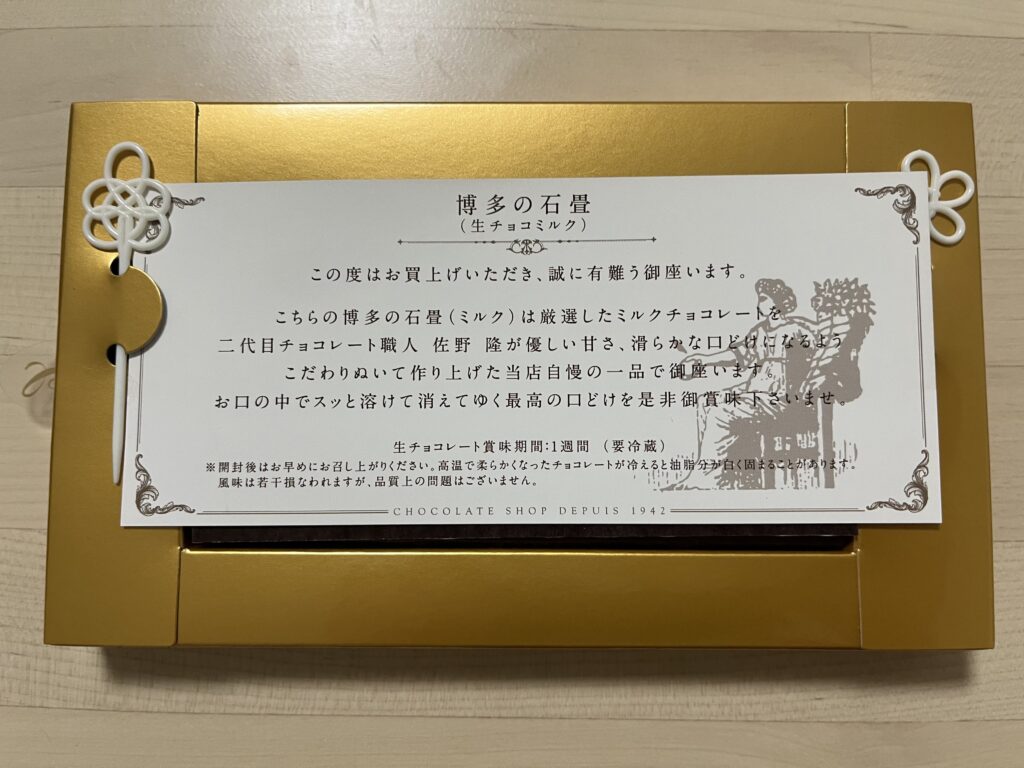 博多の石畳
(生チョコミルク)
この度はお買上げいただき、誠に有難う御座います。
こちらの博多の石畳(ミルク)は厳選したミルクチョコレートを
二代目チョコレート職人 佐野 隆が優しい甘さ、滑らかな口どけになるよう
こだわりぬいて作り上げた当店自慢の一品で御座います。
お口の中でスッと溶けて消えてゆく最高の口どけを是非御賞味下さいませ。
生チョコレート賞味期間:1週間 (要冷蔵)
※開封後はお早めにお召し上がりください。高温で柔らかくなったチョコレートが冷えると油脂分が白く固まることがあります。
風味は若干損なわれますが、品質上の問題はございません。
CHOCOLATE SHOP DEPUIS 1942